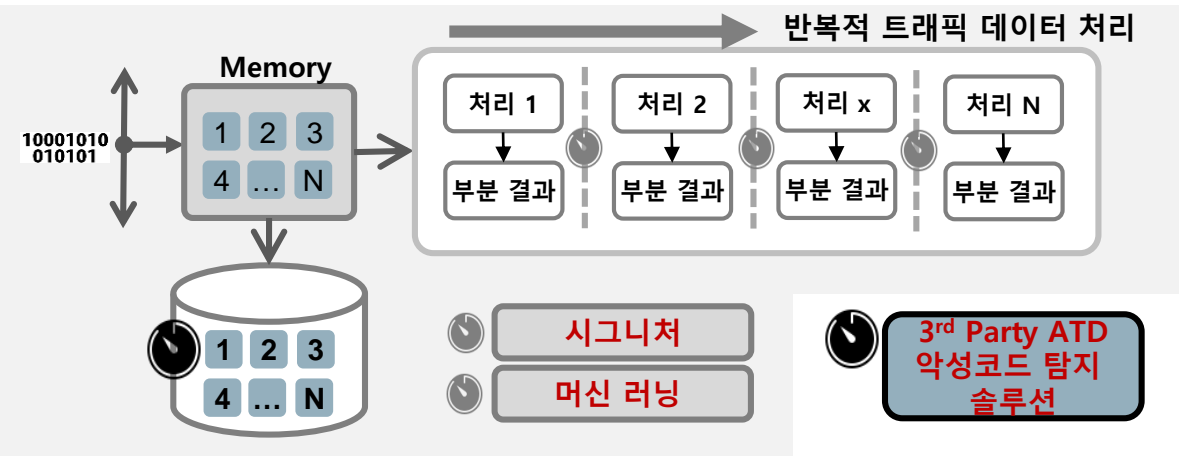 반복적 트래픽 데이터 처리
Memory
10001010
010101
1 2 3
4 ... N
처리 1
처리 2
처리 x
처리 N
부분 결과
부분 결과
부분 결과
부분 결과
1 2 3
4 ... N
시그니처
머신 러닝
3rd Party ATD
악성코드 탐지
솔루션